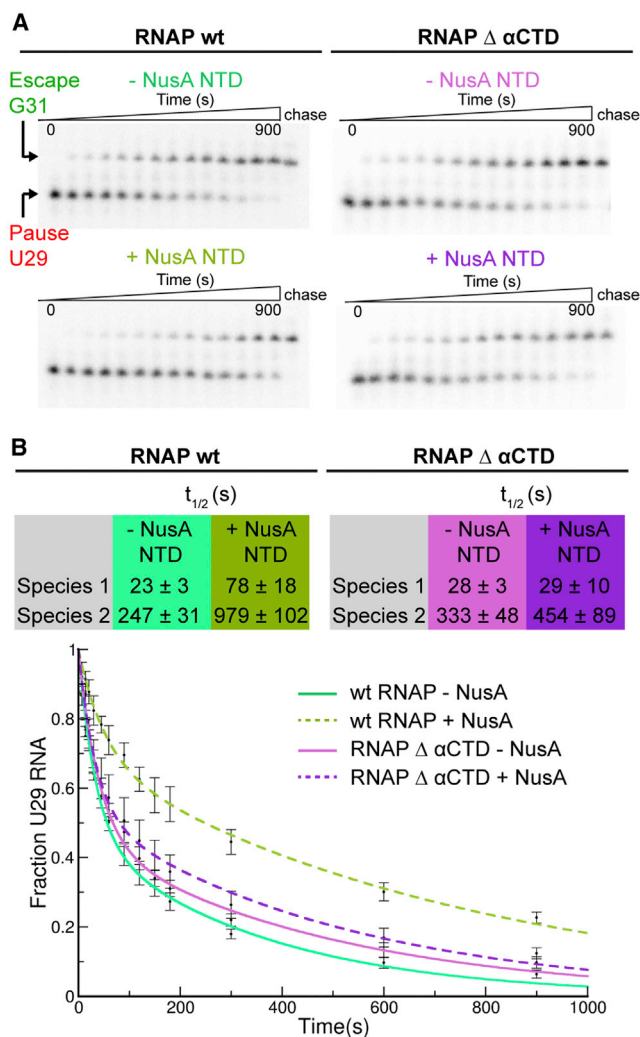 A
RNAP wt
RNAP Δ αCTD
- NusA NTD
- NusA NTD
Escape
G31
Time (s)
0
900
chase
Time (s)
0
900
chase
Pause
U29
+ NusA NTD
+ NusA NTD
Time (s)
0
900
chase
Time (s)
0
900
chase
B
RNAP wt
RNAP Δ αCTD
t1/2 (s)
t1/2 (s)
- NusA NTD
+ NusA NTD
- NusA NTD
+ NusA NTD
Species 1 23 ± 3 78 ± 18
Species 1 28 ± 3 29 ± 10
Species 2 247 ± 31 979 ± 102
Species 2 333 ± 48 454 ± 89
1
0.8
0.6
0.4
0.2
0
Fraction U29 RNA
wt RNAP - NusA
wt RNAP + NusA
RNAP Δ αCTD - NusA
RNAP Δ αCTD + NusA
0 200 400 600 800 1000
Time(s)